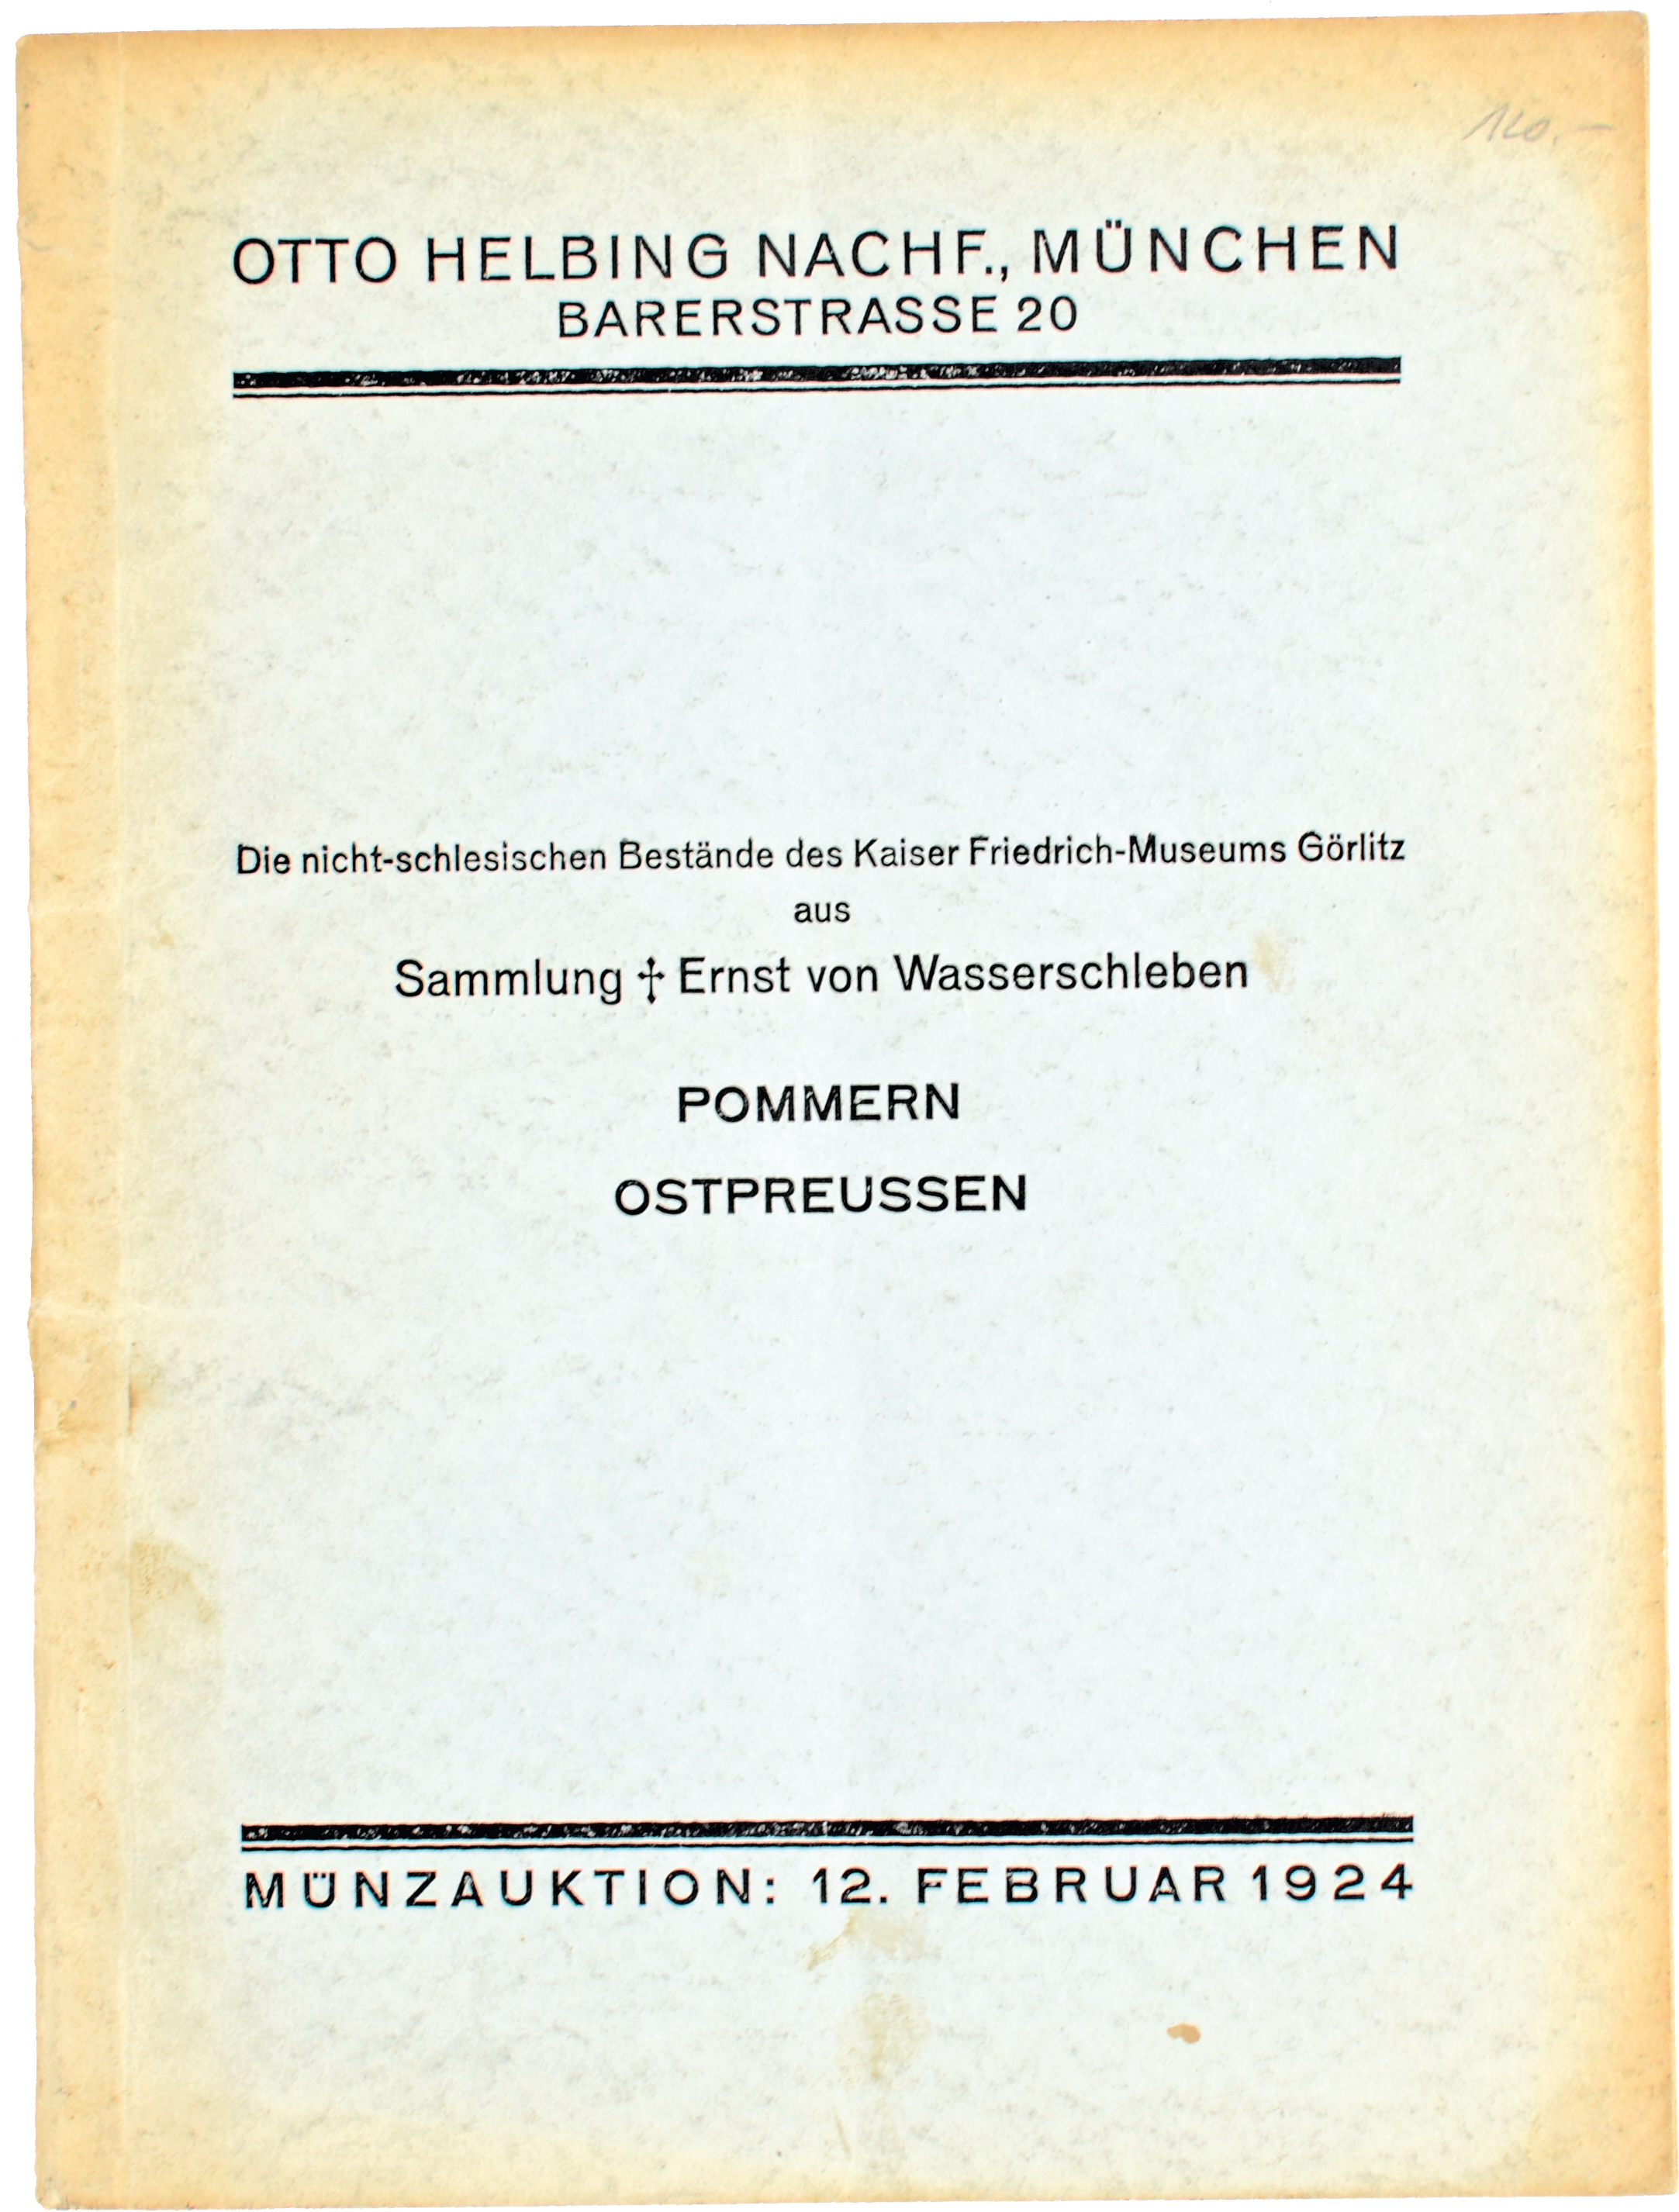 120.-
OTTO HELBING NACHF., MÜNCHEN
BARERSTRASSE 20
Die nicht-schlesischen Bestände des Kaiser Friedrich-Museums Görlitz
aus
Sammlung ✝ Ernst von Wasserschleben
POMMERN
OSTPREUSSEN
MÜNZAUKTION: 12. FEBRUAR 1924